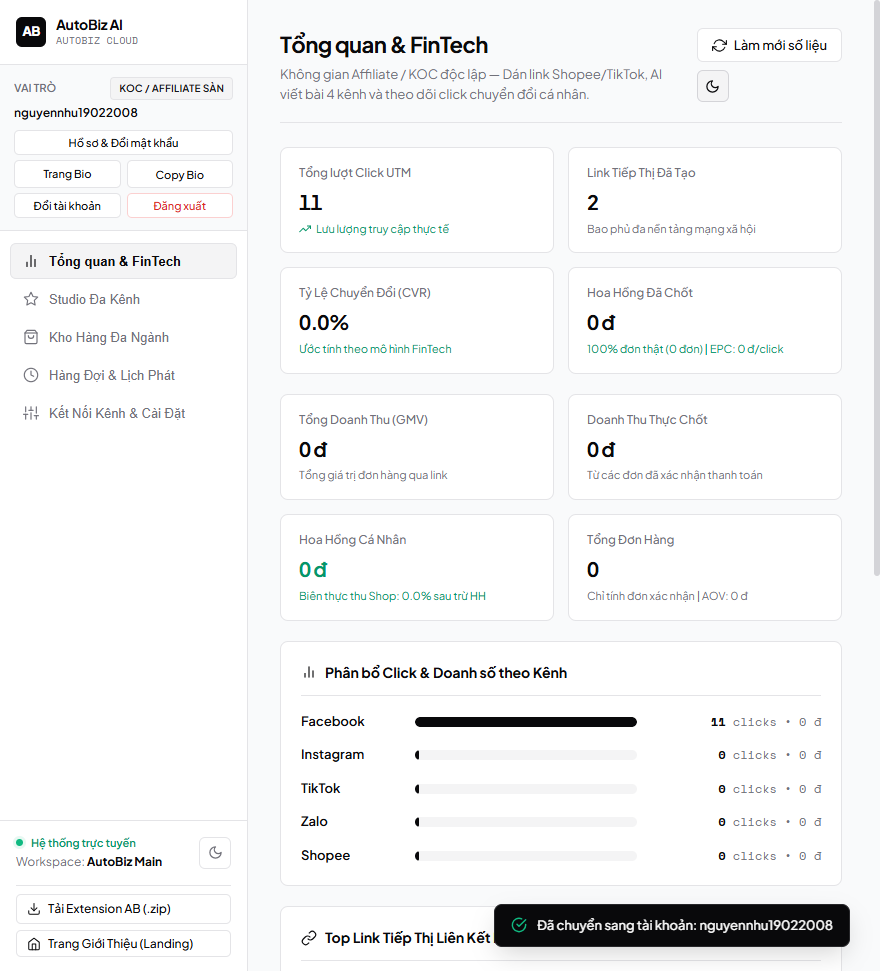 AB
AutoBiz AI
AUTOBIZ CLOUD
VAI TRÒ
KOC / AFFILIATE SÀN
nguyennhu19022008
Hồ sơ & Đổi mật khẩu
Trang Bio
Copy Bio
Đổi tài khoản
Đăng xuất
Tổng quan & FinTech
Studio Đa Kênh
Kho Hàng Đa Ngành
Hàng Đợi & Lịch Phát
Kết Nối Kênh & Cài Đặt
Hệ thống trực tuyến
Workspace: AutoBiz Main
Tải Extension AB (.zip)
Trang Giới Thiệu (Landing)
Tổng quan & FinTech
Không gian Affiliate / KOC độc lập — Dán link Shopee/TikTok, AI
viết bài 4 kênh và theo dõi click chuyển đổi cá nhân.
Làm mới số liệu
Tổng lượt Click UTM
11
Lưu lượng truy cập thực tế
Link Tiếp Thị Đã Tạo
2
Bao phủ đa nền tảng mạng xã hội
Tỷ Lệ Chuyển Đổi (CVR)
0.0%
Ước tính theo mô hình FinTech
Hoa Hồng Đã Chốt
0 đ
100% đơn thật (0 đơn) | EPC: 0 đ/click
Tổng Doanh Thu (GMV)
0 đ
Tổng giá trị đơn hàng qua link
Doanh Thu Thực Chốt
0 đ
Từ các đơn đã xác nhận thanh toán
Hoa Hồng Cá Nhân
0 đ
Biên thực thu Shop: 0.0% sau trừ HH
Tổng Đơn Hàng
0
Chỉ tính đơn xác nhận | AOV: 0 đ
Phân bổ Click & Doanh số theo Kênh
Facebook 11 clicks • 0 đ
Instagram 0 clicks • 0 đ
TikTok 0 clicks • 0 đ
Zalo 0 clicks • 0 đ
Shopee 0 clicks • 0 đ
Top Link Tiếp Thị Liên Kết
Đã chuyển sang tài khoản: nguyennhu19022008